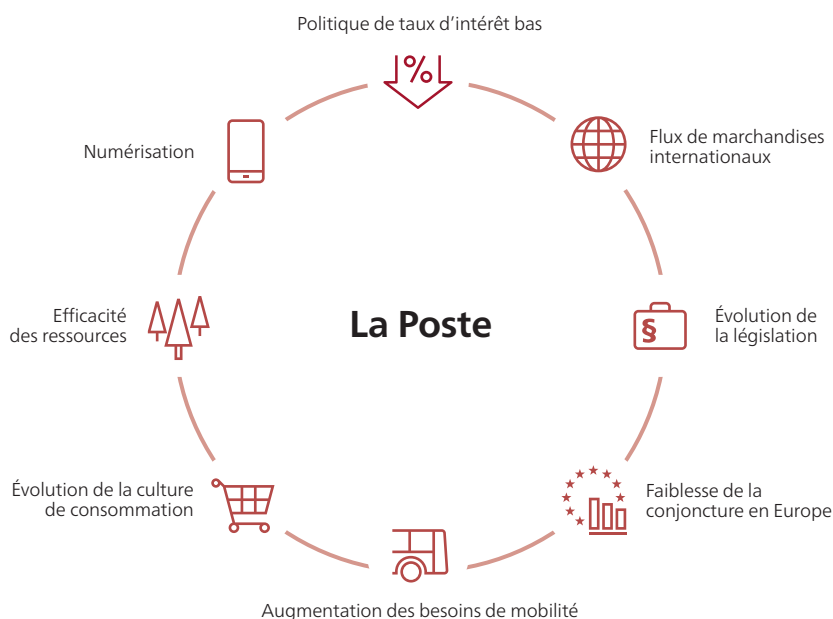 Politique de taux d'intérêt bas
%
Flux de marchandises
internationaux
Numérisation
Efficacité
des ressources
La Poste
§
Évolution de
la législation
Évolution de la culture
de consommation
Faiblesse de la
conjoncture en Europe
Augmentation des besoins de mobilité